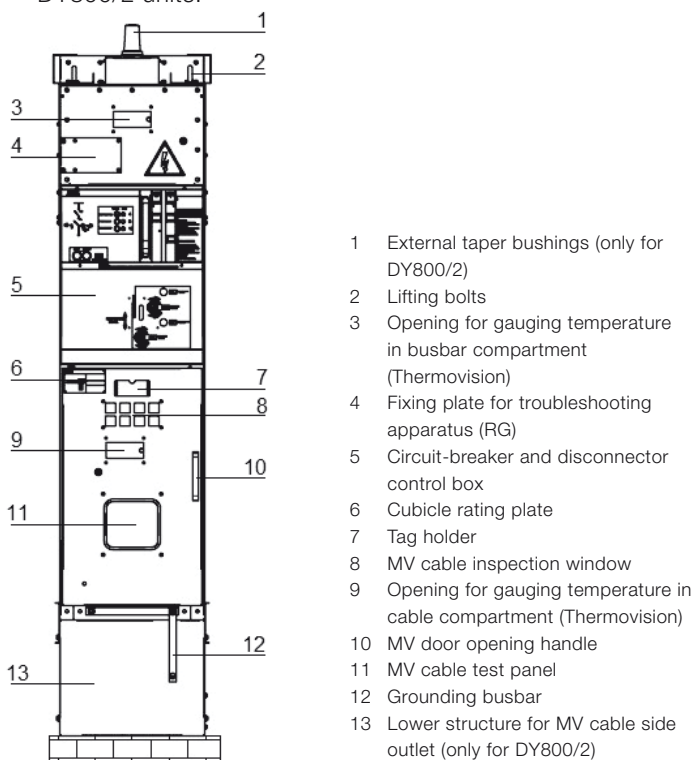 DY800/2 units.
1
2
3
4
5
6
7
8
9
10
11
12
13
1 External taper bushings (only for
DY800/2)
2 Lifting bolts
3 Opening for gauging temperature
in busbar compartment
(Thermovision)
4 Fixing plate for troubleshooting
apparatus (RG)
5 Circuit-breaker and disconnector
control box
6 Cubicle rating plate
7 Tag holder
8 MV cable inspection window
9 Opening for gauging temperature in
cable compartment (Thermovision)
10 MV door opening handle
11 MV cable test panel
12 Grounding busbar
13 Lower structure for MV cable side
outlet (only for DY800/2)